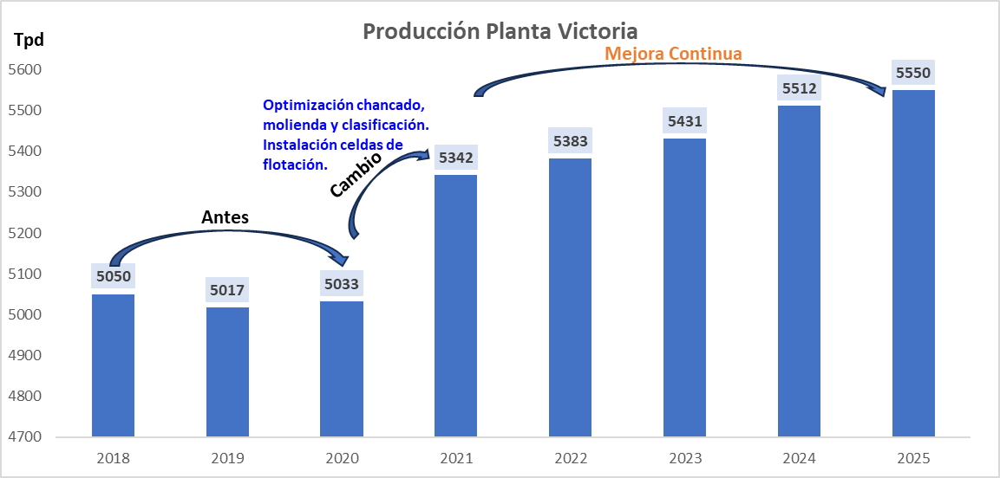 Producción Planta Victoria
Tpd
Mejora Continua
5600
5500
5400
5300
5200
5100
5000
4900
4800
4700
Optimización chancado,
molienda y clasificación.
Instalación celdas de
flotación.
Cambio
Antes
5050
5017
5033
5342
5383
5431
5512
5550
2018
2019
2020
2021
2022
2023
2024
2025